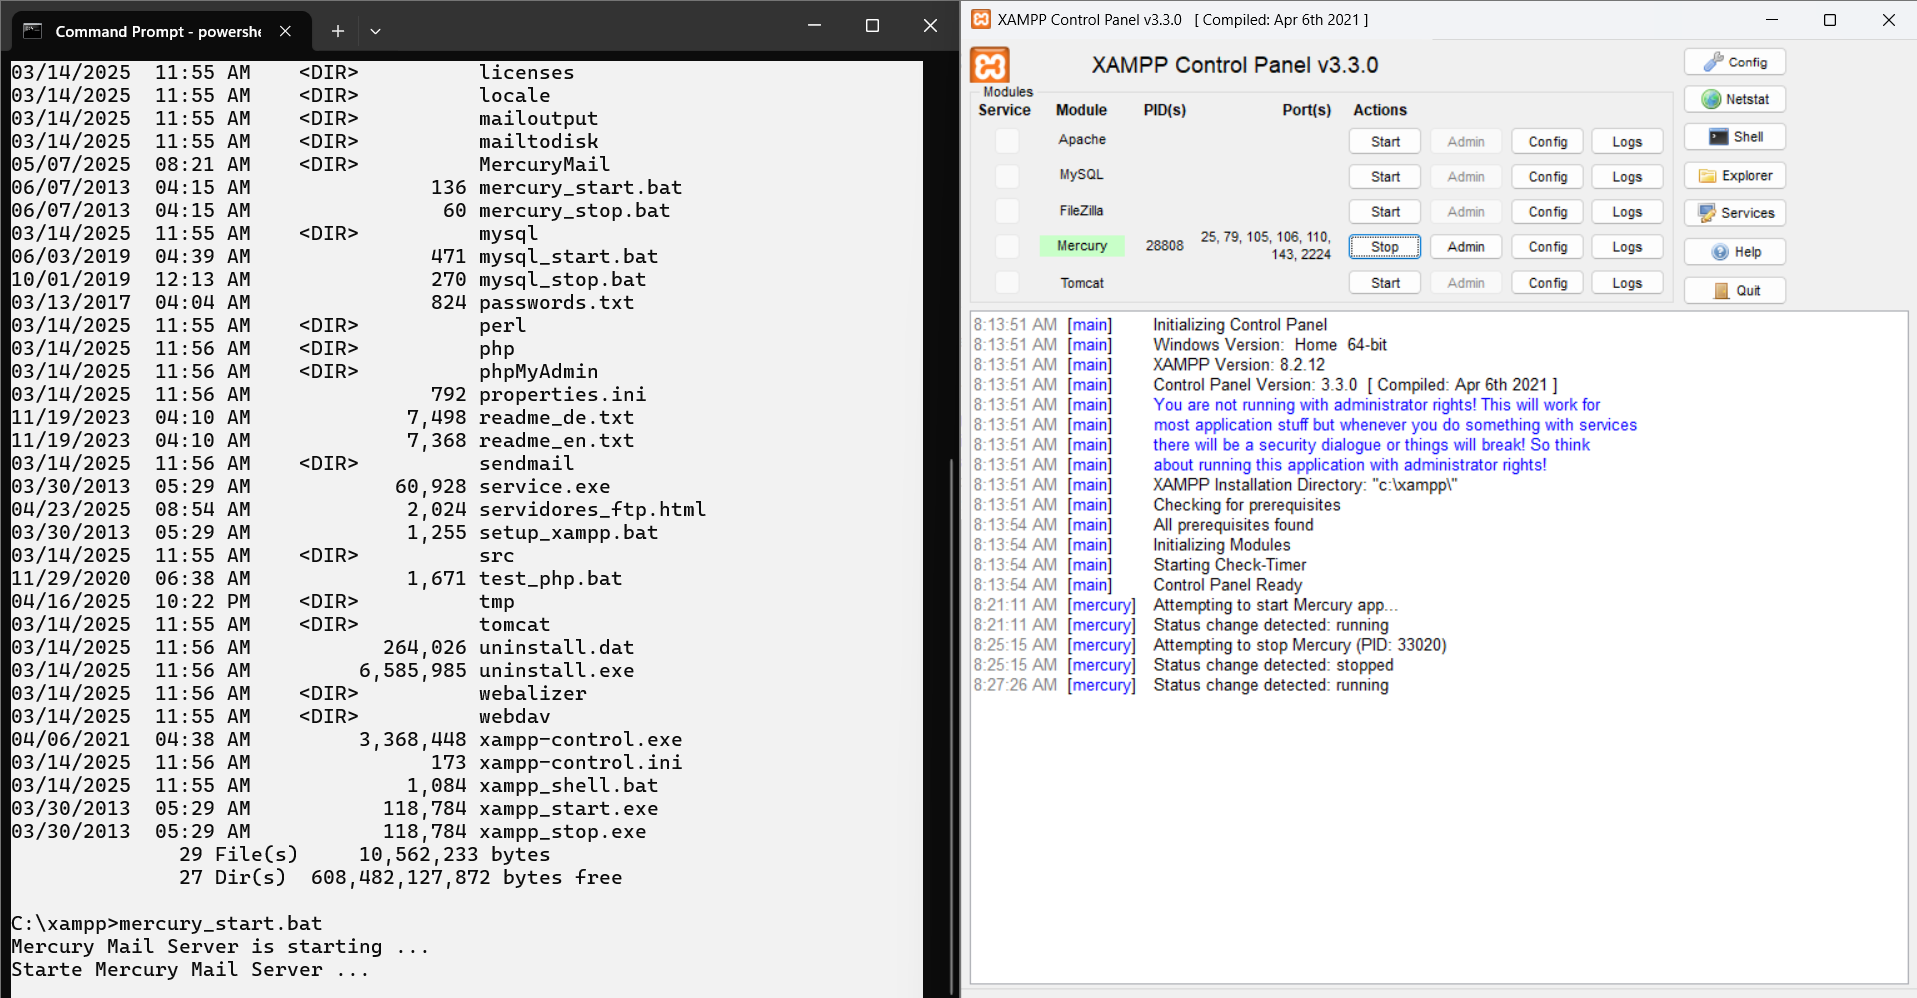 Command Prompt - powershe
03/14/2025  11:55 AM    <DIR>          licenses
03/14/2025  11:55 AM    <DIR>          locale
03/14/2025  11:55 AM    <DIR>          mailoutput
03/14/2025  11:55 AM    <DIR>          mailtodisk
05/07/2025  08:21 AM    <DIR>          MercuryMail
06/07/2013  04:15 AM               136 mercury_start.bat
06/07/2013  04:15 AM                60 mercury_stop.bat
03/14/2025  11:55 AM    <DIR>          mysql
06/03/2019  04:39 AM               471 mysql_start.bat
10/01/2019  12:13 AM               270 mysql_stop.bat
03/13/2017  04:04 AM               824 passwords.txt
03/14/2025  11:55 AM    <DIR>          perl
03/14/2025  11:56 AM    <DIR>          php
03/14/2025  11:56 AM    <DIR>          phpMyAdmin
03/14/2025  11:56 AM               792 properties.ini
11/19/2023  04:10 AM             7,498 readme_de.txt
11/19/2023  04:10 AM             7,368 readme_en.txt
03/14/2025  11:56 AM    <DIR>          sendmail
03/30/2013  05:29 AM            60,928 service.exe
04/23/2025  08:54 AM             2,024 servidores_ftp.html
03/30/2013  05:29 AM             1,255 setup_xampp.bat
03/14/2025  11:55 AM    <DIR>          src
11/29/2020  06:38 AM             1,671 test_php.bat
04/16/2025  10:22 PM    <DIR>          tmp
03/14/2025  11:55 AM    <DIR>          tomcat
03/14/2025  11:56 AM           264,026 uninstall.dat
03/14/2025  11:56 AM         6,585,985 uninstall.exe
03/14/2025  11:56 AM    <DIR>          webalizer
03/14/2025  11:55 AM    <DIR>          webdav
04/06/2021  04:38 AM         3,368,448 xampp-control.exe
03/14/2025  11:56 AM               173 xampp-control.ini
03/14/2025  11:55 AM             1,084 xampp_shell.bat
03/30/2013  05:29 AM           118,784 xampp_start.exe
03/30/2013  05:29 AM           118,784 xampp_stop.exe
              29 File(s)     10,562,233 bytes
              27 Dir(s)  608,482,127,872 bytes free
C:\xampp>mercury_start.bat
Mercury Mail Server is starting ...
Starte Mercury Mail Server ...
XAMPP Control Panel v3.3.0 [ Compiled: Apr 6th 2021 ]
XAMPP Control Panel v3.3.0
Modules
Service Module PID(s) Port(s) Actions
Apache Start Admin Config Logs
MySQL Start Admin Config Logs
FileZilla Start Admin Config Logs
Mercury 28808 25, 79, 105, 106, 110, Stop Admin Config Logs
143, 2224
Tomcat Start Admin Config Logs
Config
Netstat
Shell
Explorer
Services
Help
Quit
8:13:51 AM [main] Initializing Control Panel
8:13:51 AM [main] Windows Version: Home 64-bit
8:13:51 AM [main] XAMPP Version: 8.2.12
8:13:51 AM [main] Control Panel Version: 3.3.0 [ Compiled: Apr 6th 2021 ]
8:13:51 AM [main] You are not running with administrator rights! This will work for
8:13:51 AM [main] most application stuff but whenever you do something with services
8:13:51 AM [main] there will be a security dialogue or things will break! So think
8:13:51 AM [main] about running this application with administrator rights!
8:13:51 AM [main] XAMPP Installation Directory: "c:\xampp\"
8:13:51 AM [main] Checking for prerequisites
8:13:54 AM [main] All prerequisites found
8:13:54 AM [main] Initializing Modules
8:13:54 AM [main] Starting Check-Timer
8:13:54 AM [main] Control Panel Ready
8:21:11 AM [mercury] Attempting to start Mercury app...
8:21:11 AM [mercury] Status change detected: running
8:25:15 AM [mercury] Attempting to stop Mercury (PID: 33020)
8:25:15 AM [mercury] Status change detected: stopped
8:27:26 AM [mercury] Status change detected: running